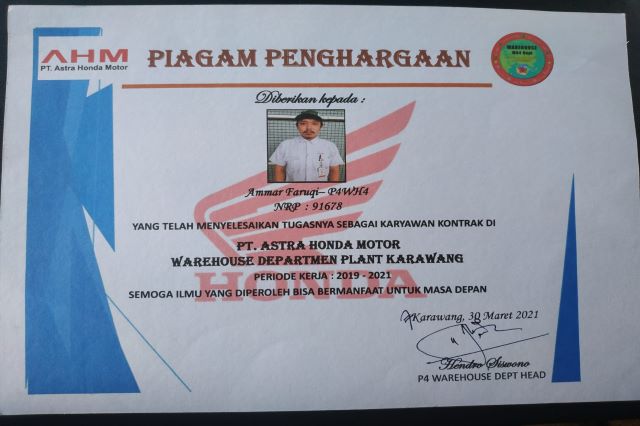 AHM
PT. Astra Honda Motor
PIAGAM PENGHARGAAN
WAREHOUSE
Diberikan kepada :
Ammar Faruqi– P4WH4
NRP : 91678
YANG TELAH MENYELESAIKAN TUGASNYA SEBAGAI KARYAWAN KONTRAK DI
PT. ASTRA HONDA MOTOR
WAREHOUSE DEPARTMEN PLANT KARAWANG
PERIODE KERJA : 2019 - 2021
HONDA
SEMOGA ILMU YANG DIPEROLEH BISA BERMANFAAT UNTUK MASA DEPAN
Karawang, 30 Maret 2021
Hendro Siswono
P4 WAREHOUSE DEPT HEAD